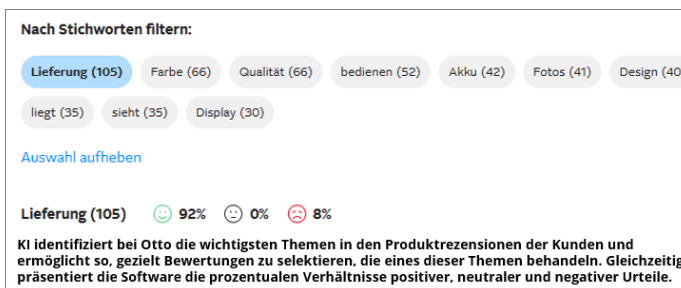 Nach Stichworten filtern:
Lieferung (105) Farbe (66) Qualität (66) bedienen (52) Akku (42) Fotos (41) Design (40
liegt (35) sieht (35) Display (30)
Auswahl aufheben
Lieferung (105) 92% 0% 8%
KI identifiziert bei Otto die wichtigsten Themen in den Produktrezensionen der Kunden und
ermöglicht so, gezielt Bewertungen zu selektieren, die eines dieser Themen behandeln. Gleichzeitig
präsentiert die Software die prozentualen Verhältnisse positiver, neutraler und negativer Urteile.